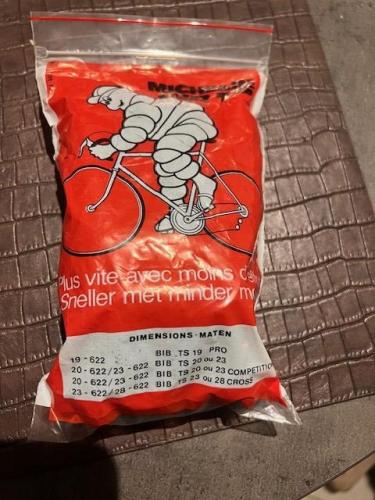 MICHELIN
Plus vite avec moins
Sneller met minder
DIMENSIONS-MATEN
19-622 BIB .TS 19 PRO
20-622/23-622 BIB .TS 20 ou 23
20-622/23-622 BIB .TS 20 ou 23 COMPETITION
23-622/28-622 BIB .TS 23 ou 28 CROSS